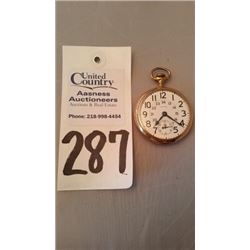 United
Country
Aasness
Auctioneers
Auctions & Real Estate
Phone: 218-998-4454
287